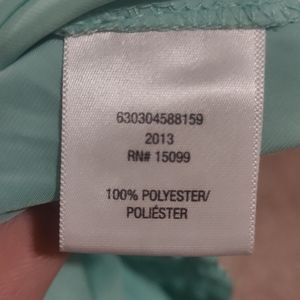 630304588159
2013
RN# 15099
100% POLYESTER/
POLIÉSTER